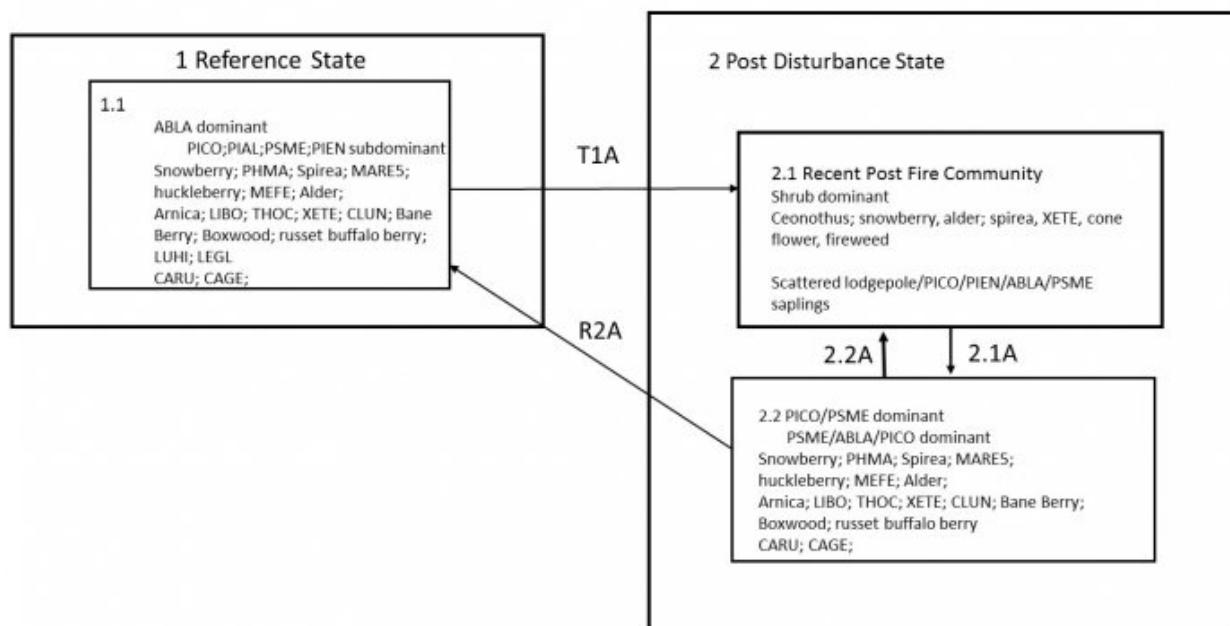 1 Reference State
1.1
ABLA dominant
PICO;PIAL;PSME;PIEN subdominant
Snowberry; PHMA; Spirea; MARE5;
huckleberry; MEFE; Alder;
Arnica; LIBO; THOC; XETE; CLUN; Bane
Berry; Boxwood; russet buffalo berry;
LUHI; LEGL
CARU; CAGE;
T1A
R2A
2 Post Disturbance State
2.1 Recent Post Fire Community
Shrub dominant
Ceonothus; snowberry, alder; spirea, XETE, cone
flower, fireweed
Scattered lodgepole/PICO/PIEN/ABLA/PSME
saplings
2.2A
2.1A
2.2 PICO/PSME dominant
PSME/ABLA/PICO dominant
Snowberry; PHMA; Spirea; MARE5;
huckleberry; MEFE; Alder;
Arnica; LIBO; THOC; XETE; CLUN; Bane Berry;
Boxwood; russet buffalo berry
CARU; CAGE;